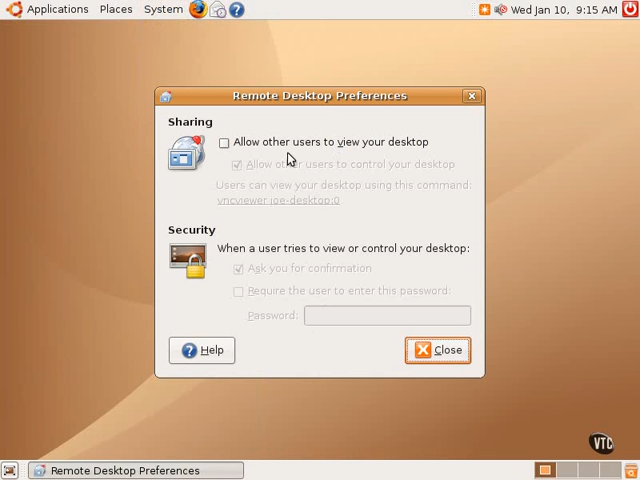 Applications Places System Wed Jan 10, 9:15 AM
Remote Desktop Preferences
Sharing
Allow other users to view your desktop
Allow other users to control your desktop
Users can view your desktop using this command:
vncviewer joe-desktop:0
Security
When a user tries to view or control your desktop:
Ask you for confirmation
Require the user to enter this password:
Password:
Help Close
VTC
Remote Desktop Preferences